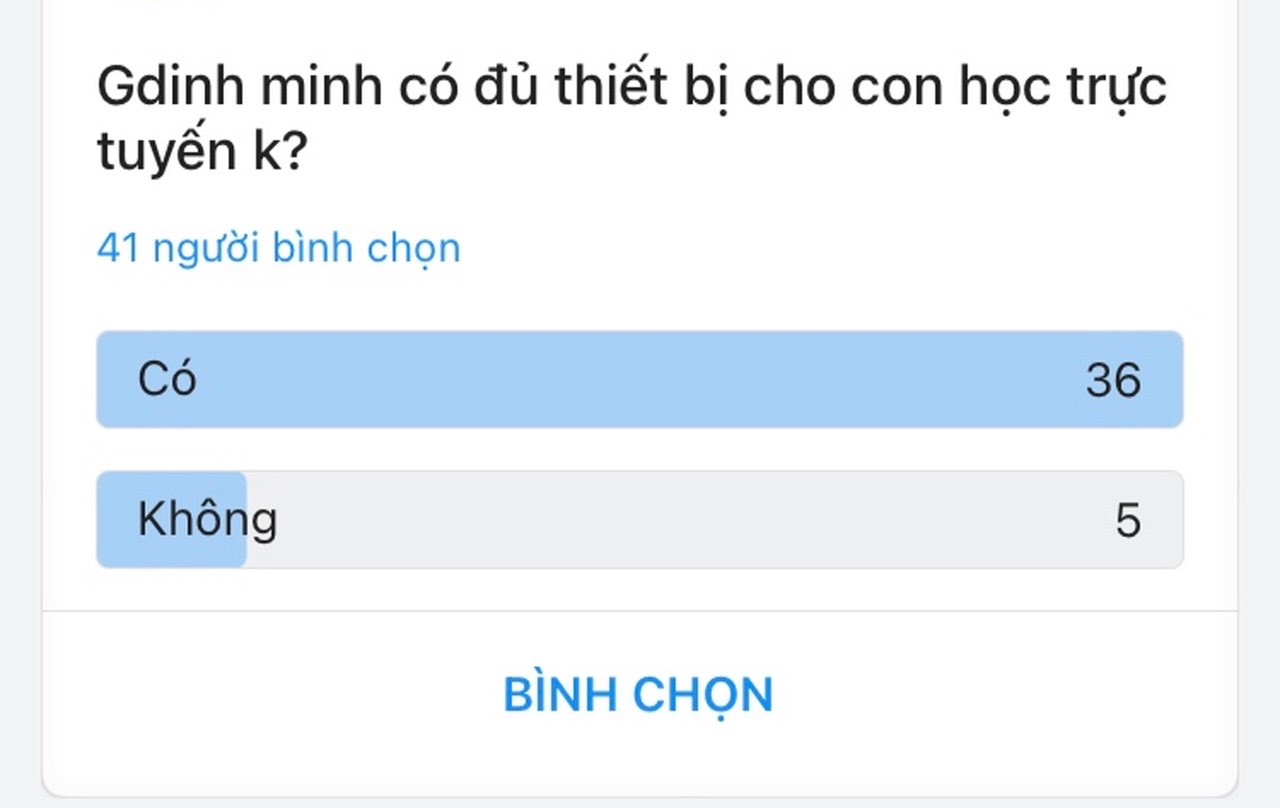 Gdinh minh có đủ thiết bị cho con học trực
tuyến k?
41 người bình chọn
Có 36
Không 5
BÌNH CHỌN